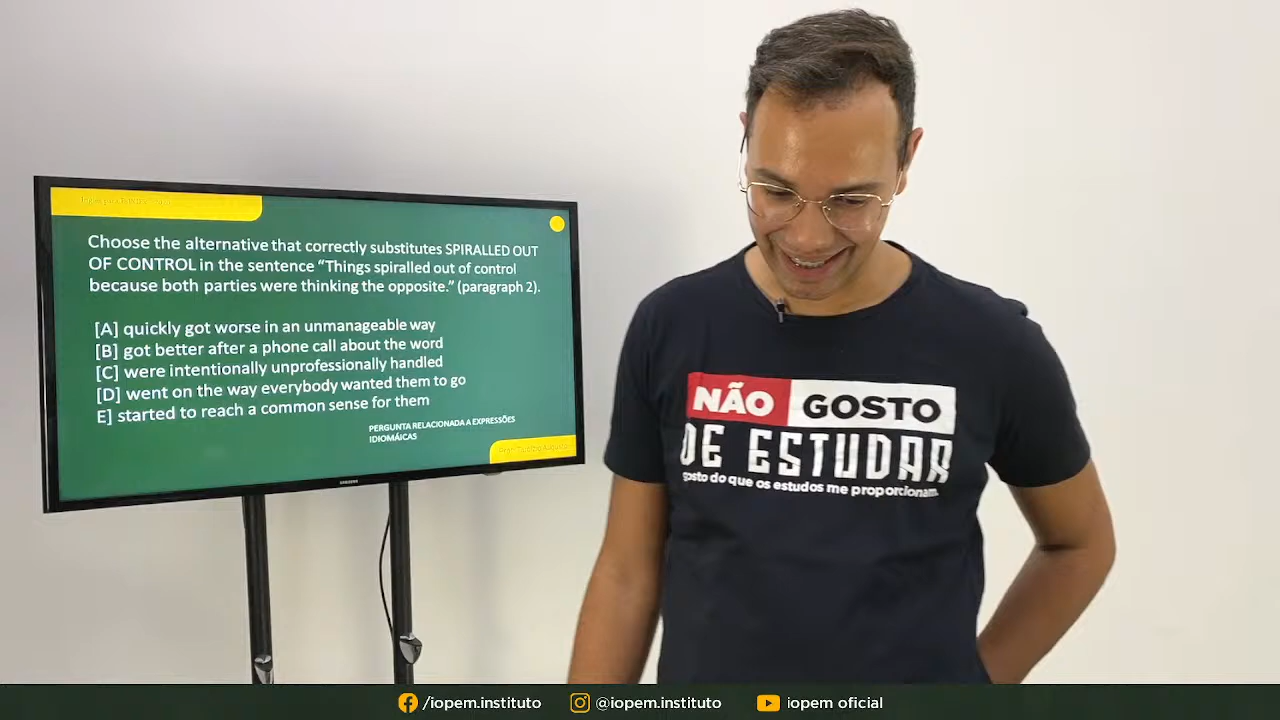 Choose the alternative that correctly substitutes SPIRALLED OUT
OF CONTROL in the sentence “Things spiralled out of control
because both parties were thinking the opposite.” (paragraph 2).
[A] quickly got worse in an unmanageable way
[B] got better after a phone call about the word
[C] were intentionally unprofessionally handled
[D] went on the way everybody wanted them to go
E] started to reach a common sense for them
PERGUNTA RELACIONADA A EXPRESSÕES
IDIOMÁICAS
SAMSUNG
NÃO GOSTO
DE ESTUDAR
gosto do que os estudos me proporcionam.
/iopem.instituto @iopem.instituto iopem oficial